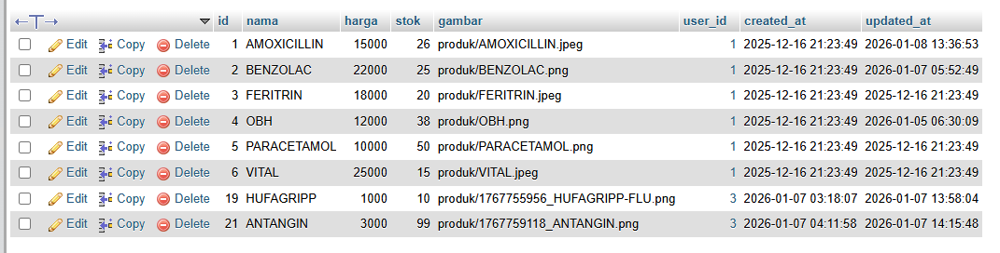 id nama harga stok gambar user_id created_at updated_at
Edit Copy Delete 1 AMOXICILLIN 15000 26 produk/AMOXICILLIN.jpeg 1 2025-12-16 21:23:49 2026-01-08 13:36:53
Edit Copy Delete 2 BENZOLAC 22000 25 produk/BENZOLAC.png 1 2025-12-16 21:23:49 2026-01-07 05:52:49
Edit Copy Delete 3 FERITRIN 18000 20 produk/FERITRIN.jpeg 1 2025-12-16 21:23:49 2025-12-16 21:23:49
Edit Copy Delete 4 OBH 12000 38 produk/OBH.png 1 2025-12-16 21:23:49 2026-01-05 06:30:09
Edit Copy Delete 5 PARACETAMOL 10000 50 produk/PARACETAMOL.png 1 2025-12-16 21:23:49 2025-12-16 21:23:49
Edit Copy Delete 6 VITAL 25000 15 produk/VITAL.jpeg 1 2025-12-16 21:23:49 2025-12-16 21:23:49
Edit Copy Delete 19 HUFAGRIPP 1000 10 produk/1767755956_HUFAGRIPP-FLU.png 3 2026-01-07 03:18:07 2026-01-07 13:58:04
Edit Copy Delete 21 ANTANGIN 3000 99 produk/1767759118_ANTANGIN.png 3 2026-01-07 04:11:58 2026-01-07 14:15:48